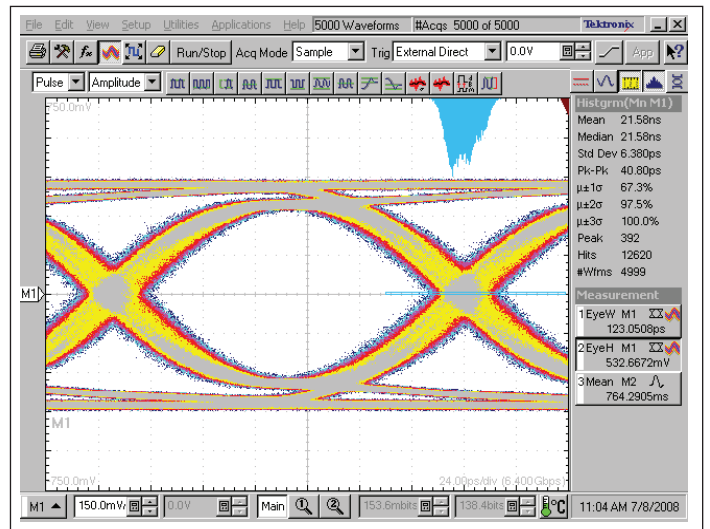 File Edit View Setup Utilities Applications Help 5000 Waveforms #Acqs 5000 of 5000 Tektronix
Run/Stop Acq Mode Sample Trig External Direct 0.0V App
Pulse Amplitude
750.0mV
M1
M1
-750.0mV
24.00ps/div (6.400Gbps)
Histgrm(Mn M1)
Mean 21.58ns
Median 21.58ns
Std Dev 6.380ps
Pk-Pk 40.80ps
µ±1σ 67.3%
µ±2σ 97.5%
µ±3σ 100.0%
Peak 392
Hits 12620
#Wfms 4999
Measurement
1EyeW M1
123.0508ps
2EyeH M1
532.6672mV
3Mean M2
764.2905ms
M1 150.0mV 0.0V Main 1 2 153.6mbits 138.4bits °C 11:04 AM 7/8/2008